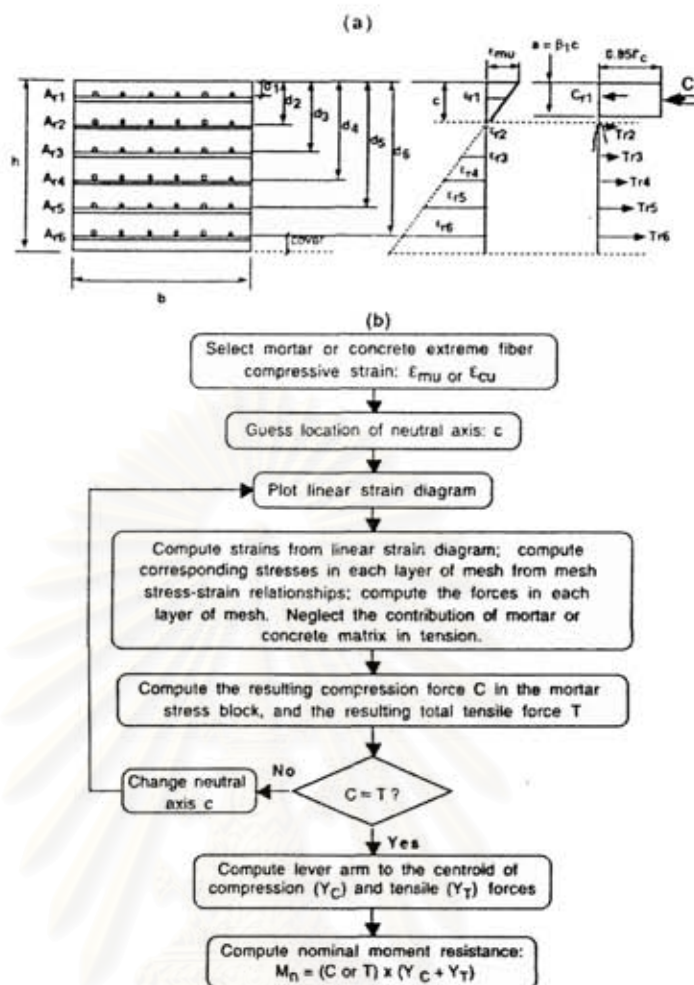 (a)
εmu
a = β₁c
0.85f'c
Ar1
d1
d2
d3
d4
d5
d6
c
εr1
Cr1
C
Ar2
εr2
Tr2
Ar3
εr3
Tr3
h
Ar4
εr4
Tr4
Ar5
εr5
Tr5
Ar6
cover
εr6
Tr6
b
(b)
Select mortar or concrete extreme fiber
compressive strain: εmu or εcu
Guess location of neutral axis: c
Plot linear strain diagram
Compute strains from linear strain diagram; compute
corresponding stresses in each layer of mesh from mesh
stress-strain relationships; compute the forces in each
layer of mesh. Neglect the contribution of mortar or
concrete matrix in tension.
Compute the resulting compression force C in the mortar
stress block, and the resulting total tensile force T
Change neutral
axis c
No
C = T ?
Yes
Compute lever arm to the centroid of
compression (YC) and tensile (YT) forces
Compute nominal moment resistance:
Mn = (C or T) x (YC + YT)